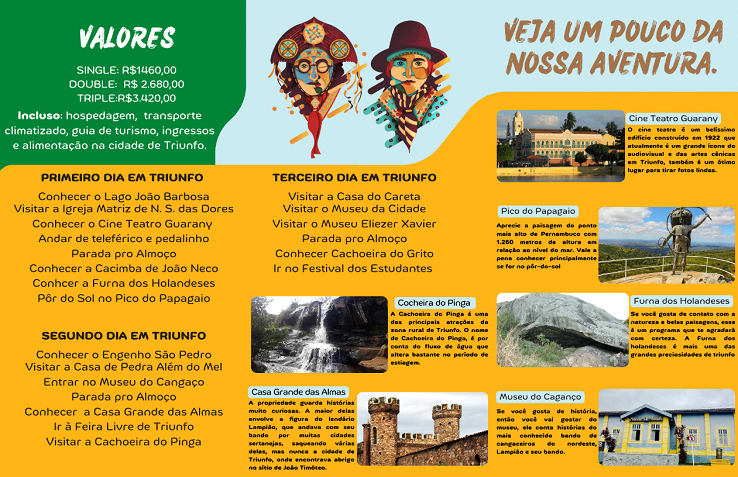 VALORES
SINGLE: R$1460,00
DOUBLE: R$ 2.680,00
TRIPLE:R$3.420,00
Incluso: hospedagem, transporte
climatizado, guia de turismo, ingressos
e alimentação na cidade de Triunfo.
PRIMEIRO DIA EM TRIUNFO
Conhecer o Lago João Barbosa
Visitar a Igreja Matriz de N. S. das Dores
Conhecer o Cine Teatro Guarany
Andar de teleférico e pedalinho
Parada pro Almoço
Conhecer a Cacimba de João Neco
Conhcer a Furna dos Holandeses
Pôr do Sol no Pico do Papagaio
SEGUNDO DIA EM TRIUNFO
Conhecer o Engenho São Pedro
Visitar a Casa de Pedra Além do Mel
Entrar no Museu do Cangaço
Parada pro Almoço
Conhecer a Casa Grande das Almas
Ir à Feira Livre de Triunfo
Visitar a Cachoeira do Pinga
TERCEIRO DIA EM TRIUNFO
Visitar a Casa do Careta
Visitar o Museu da Cidade
Visitar o Museu Eliezer Xavier
Parada pro Almoço
Conhecer Cachoeira do Grito
Ir no Festival dos Estudantes
Cocheira do Pinga
A Cachoeira do Pinga é uma
das principais atrações da
zona rural de Triunfo. O nome
de Cachoeira do Pinga, é por
conta do fluxo de água que
altera bastante no período de
estiagem.
Casa Grande das Almas
A propriedade guarda histórias
muito curiosas. A maior delas
envolve a figura do lendário
Lampião, que andava com seu
bando por muitas cidades
sertanejas, saqueando várias
delas, mas nunca a cidade de
Triunfo, onde encontrava abrigo
no sítio de João Timóteo.
VEJA UM POUCO DA
NOSSA AVENTURA.
Cine Teatro Guarany
O cine teatro é um belíssimo
edifício construído em 1922 que
atualmente é um grande ícone do
audiovisual e das artes cênicas
em Triunfo, também é um ótimo
lugar para tirar fotos lindas.
Pico do Papagaio
Aprecie a paisagem do ponto
mais alto de Pernambuco com
1.260 metros de altura em
relação ao nível do mar. Vale a
pena conhecer principalmente
se for no pôr-do-sol
Furna dos Holandeses
Se você gosta de contato com a
natureza e belas paisagens, esse
é um programa que te agradará
com certeza. A Furna dos
holandeses é mais uma das
grandes preciosidades de triunfo
Museu do Caganço
Se você gosta de história,
então você vai gostar do
museu, ele conta histórias do
mais conhecida bando de
cangaceiros do nordeste,
Lampião e seu bando.